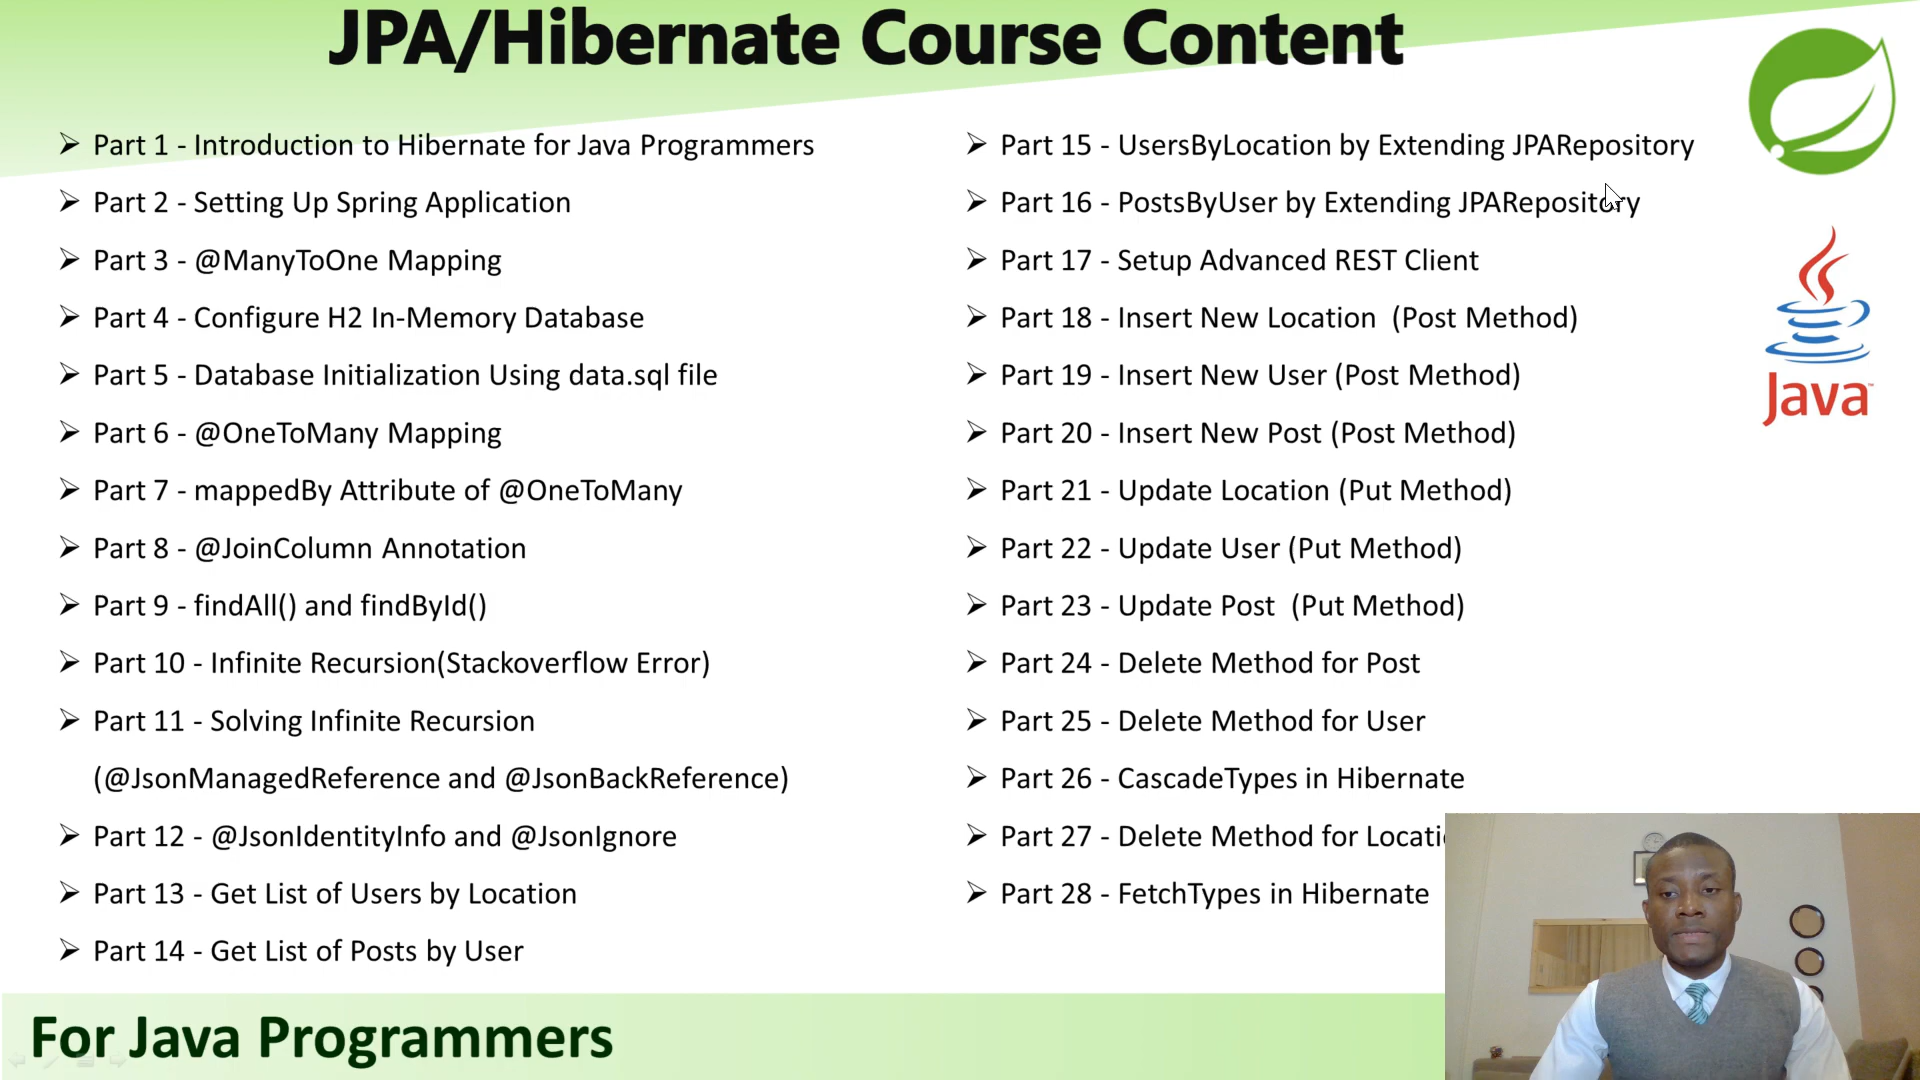 JPA/Hibernate Course Content
Part 1 - Introduction to Hibernate for Java Programmers
Part 2 - Setting Up Spring Application
Part 3 - @ManyToOne Mapping
Part 4 - Configure H2 In-Memory Database
Part 5 - Database Initialization Using data.sql file
Part 6 - @OneToMany Mapping
Part 7 - mappedBy Attribute of @OneToMany
Part 8 - @JoinColumn Annotation
Part 9 - findAll() and findById()
Part 10 - Infinite Recursion(Stackoverflow Error)
Part 11 - Solving Infinite Recursion
(@JsonManagedReference and @JsonBackReference)
Part 12 - @JsonIdentityInfo and @JsonIgnore
Part 13 - Get List of Users by Location
Part 14 - Get List of Posts by User
Part 15 - UsersByLocation by Extending JPARepository
Part 16 - PostsByUser by Extending JPARepository
Part 17 - Setup Advanced REST Client
Part 18 - Insert New Location  (Post Method)
Part 19 - Insert New User (Post Method)
Part 20 - Insert New Post (Post Method)
Part 21 - Update Location (Put Method)
Part 22 - Update User (Put Method)
Part 23 - Update Post  (Put Method)
Part 24 - Delete Method for Post
Part 25 - Delete Method for User
Part 26 - CascadeTypes in Hibernate
Part 27 - Delete Method for Locati
Part 28 - FetchTypes in Hibernate
Java™
For Java Programmers